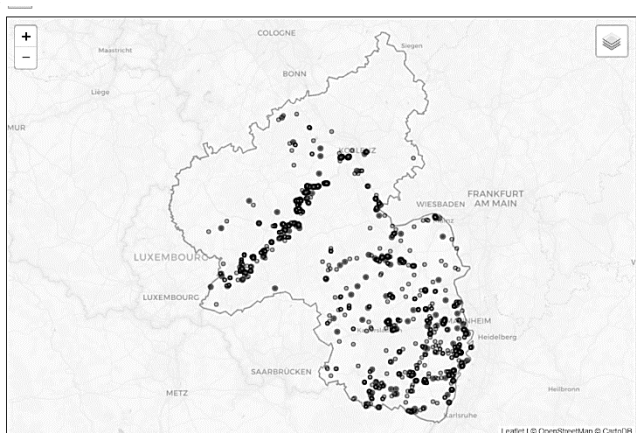 +
−
COLOGNE
Siegen
Maastricht
BONN
Liège
MUR
KOBLENZ
FRANKFURT
AM MAIN
WIESBADEN
LUXEMBOURG
LUXEMBOURG
MANNHEIM
Heidelberg
SAARBRÜCKEN
METZ
Heilbronn
Karlsruhe
Leaflet | © OpenStreetMap © CartoDB